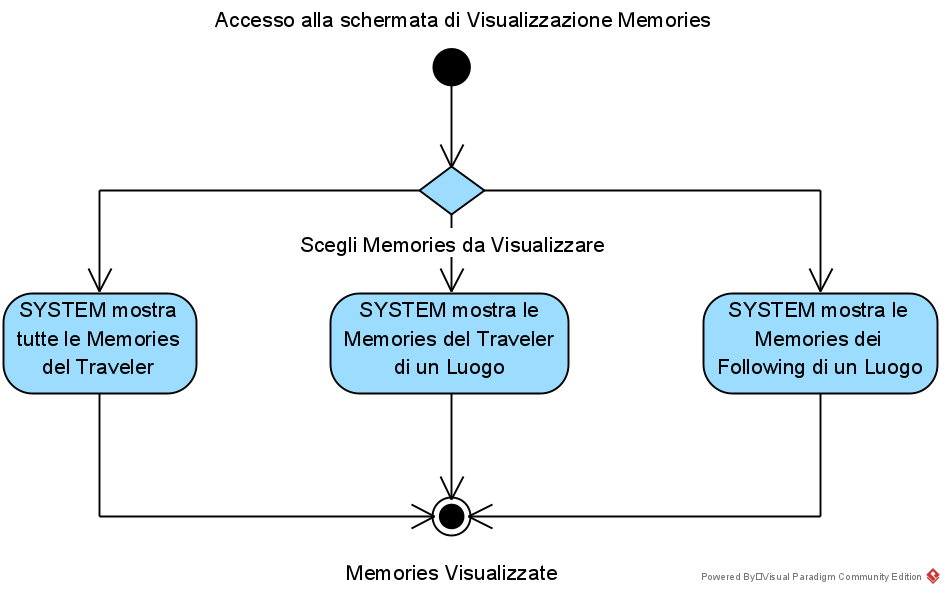 Accesso alla schermata di Visualizzazione Memories
Scegli Memories da Visualizzare
SYSTEM mostra
tutte le Memories
del Traveler
SYSTEM mostra le
Memories del Traveler
di un Luogo
SYSTEM mostra le
Memories dei
Following di un Luogo
Memories Visualizzate
Powered By Visual Paradigm Community Edition